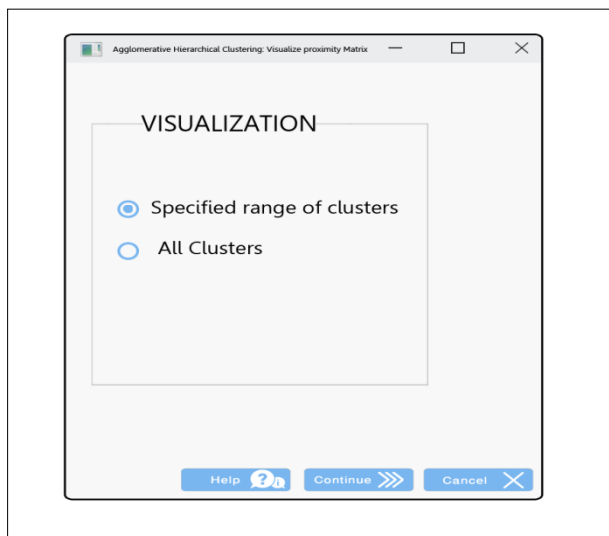 Agglomerative Hierarchical Clustering: Visualize proximity Matrix
VISUALIZATION
Specified range of clusters
All Clusters
Help
Continue
Cancel